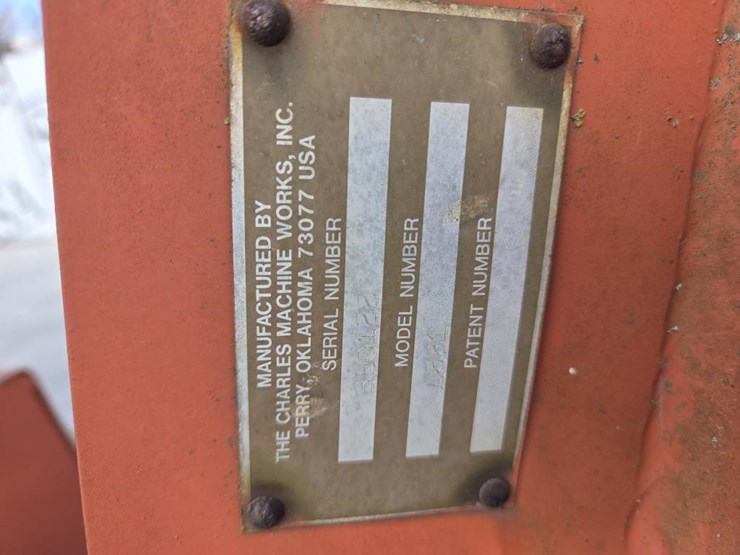 MANUFACTURED BY
THE CHARLES MACHINE WORKS, INC.
PERRY, OKLAHOMA 73077 USA
SERIAL NUMBER
MODEL NUMBER
PATENT NUMBER